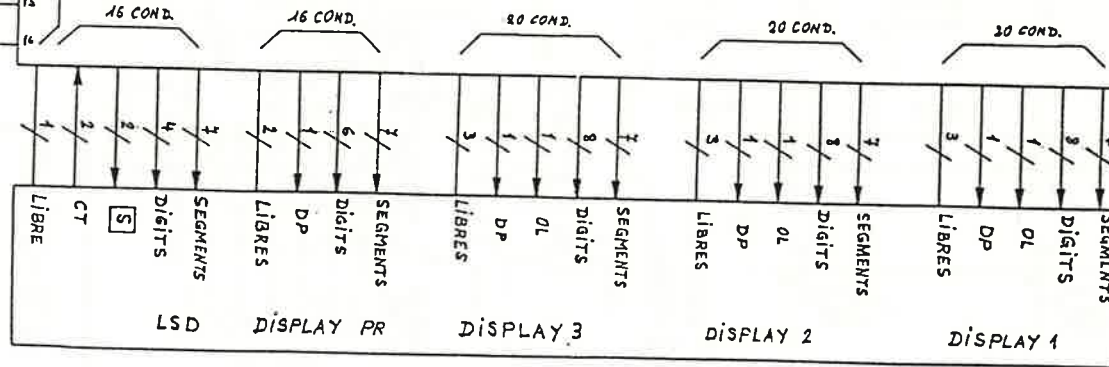 15
16
16 COND.
16 COND.
20 COND.
20 COND.
20 COND.
1 2 2 4 7
2 1 6 7
3 1 1 8 7
3 1 1 8 7
3 1 1 8
LIBRE CT S DIGITS SEGMENTS
LIBRES DP DIGITS SEGMENTS
LIBRES DP OL DIGITS SEGMENTS
LIBRES DP OL DIGITS SEGMENTS
LIBRES DP OL DIGITS SEGMENTS
LSD
DISPLAY PR
DISPLAY 3
DISPLAY 2
DISPLAY 1